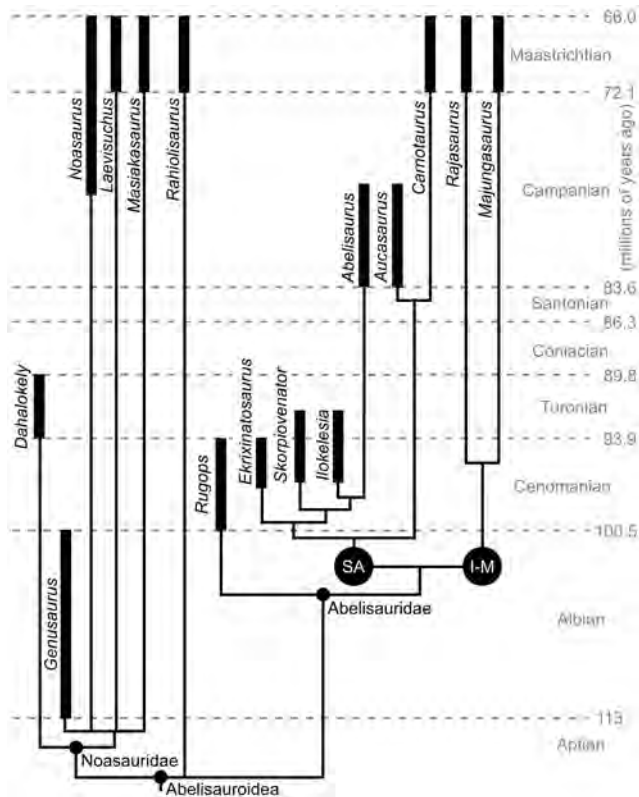 66.0
Maastrichtian
72.1
(millions of years ago)
Noasaurus
Laevisuchus
Masiakasaurus
Rahiolisaurus
Carnotaurus
Rajasaurus
Majungasaurus
Campanian
Abelisaurus
Aucasaurus
83.6
Santonian
86.3
Coniacian
89.8
Dahalokely
Turonian
Ekrixinatosaurus
Skorpiovenator
Ilokelesia
93.9
Rugops
Cenomanian
100.5
SA
I-M
Abelisauridae
Albian
Genusaurus
113
Aptian
Noasauridae
Abelisauroidea